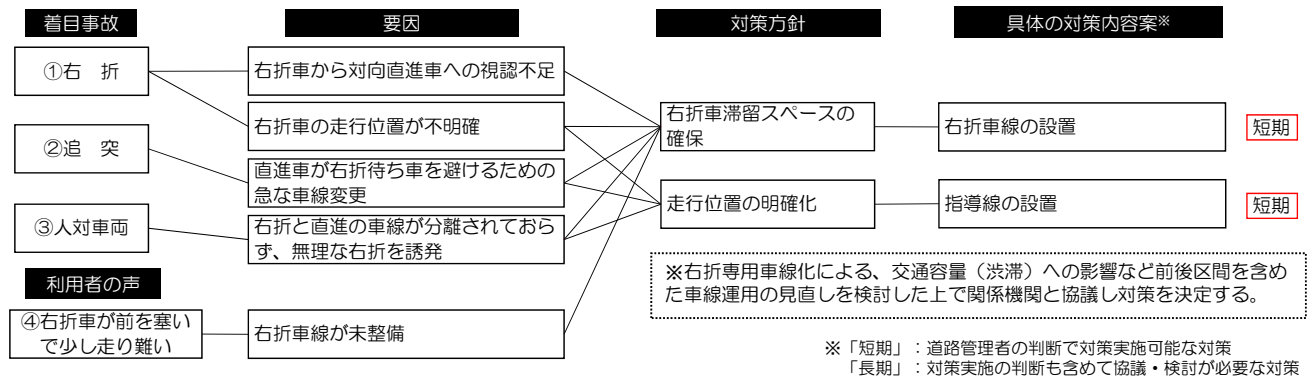 着目事故
要因
対策方針
具体の対策内容案※
①右　折
右折車から対向直進車への視認不足
右折車の走行位置が不明確
右折車滞留スペースの
確保
右折車線の設置
短期
②追　突
直進車が右折待ち車を避けるための
急な車線変更
走行位置の明確化
指導線の設置
短期
③人対車両
右折と直進の車線が分離されておら
ず、無理な右折を誘発
※右折専用車線化による、交通容量（渋滞）への影響など前後区間を含め
た車線運用の見直しを検討した上で関係機関と協議し対策を決定する。
利用者の声
④右折車が前を塞い
で少し走り難い
右折車線が未整備
※「短期」：道路管理者の判断で対策実施可能な対策
「長期」：対策実施の判断も含めて協議・検討が必要な対策